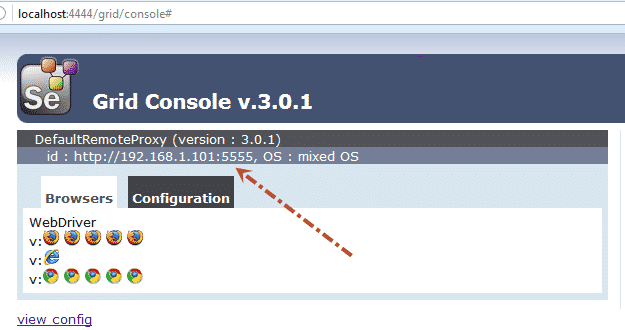 localhost:4444/grid/console#
Se
Grid Console v.3.0.1
DefaultRemoteProxy (version : 3.0.1)
id : http://192.168.1.101:5555, OS : mixed OS
Browsers Configuration
WebDriver
v:
v:
v:
view config